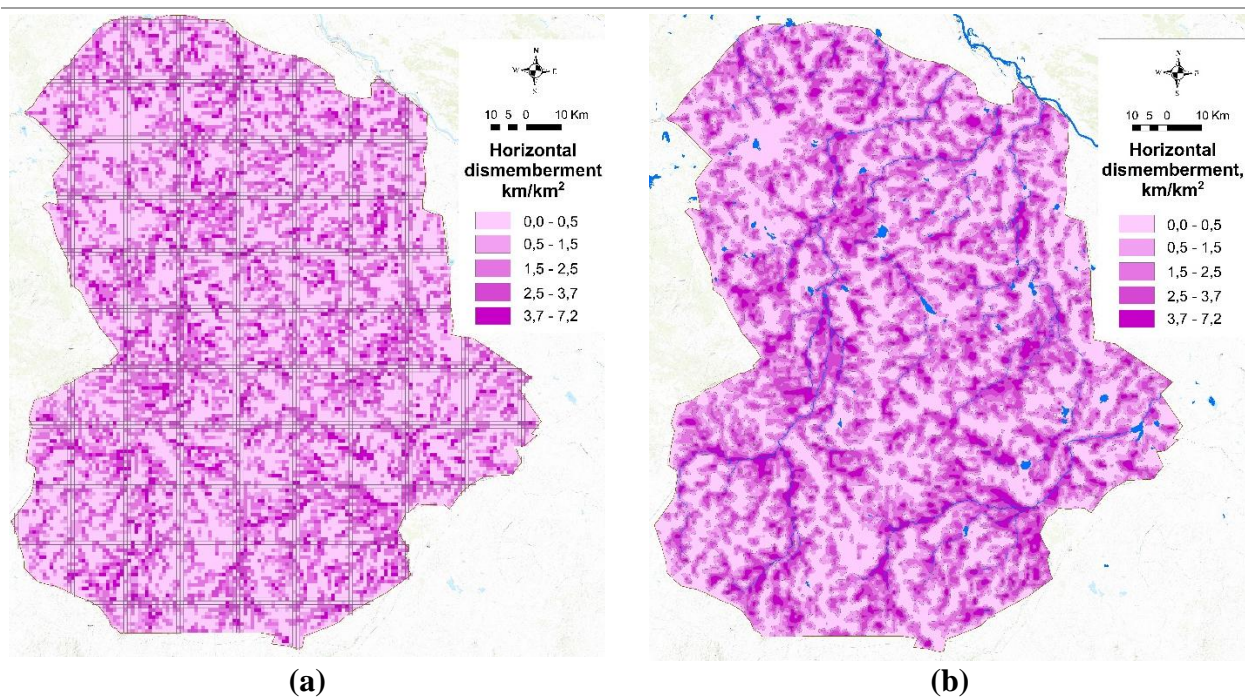 N
W E
S
10 5 0 10 Km
Horizontal
dismemberment
km/km²
0,0 - 0,5
0,5 - 1,5
1,5 - 2,5
2,5 - 3,7
3,7 - 7,2
(a)
N
W
S
10 5 0 10 Km
Horizontal
dismemberment,
km/km²
0,0 - 0,5
0,5 - 1,5
1,5 - 2,5
2,5 - 3,7
3,7 - 7,2
(b)